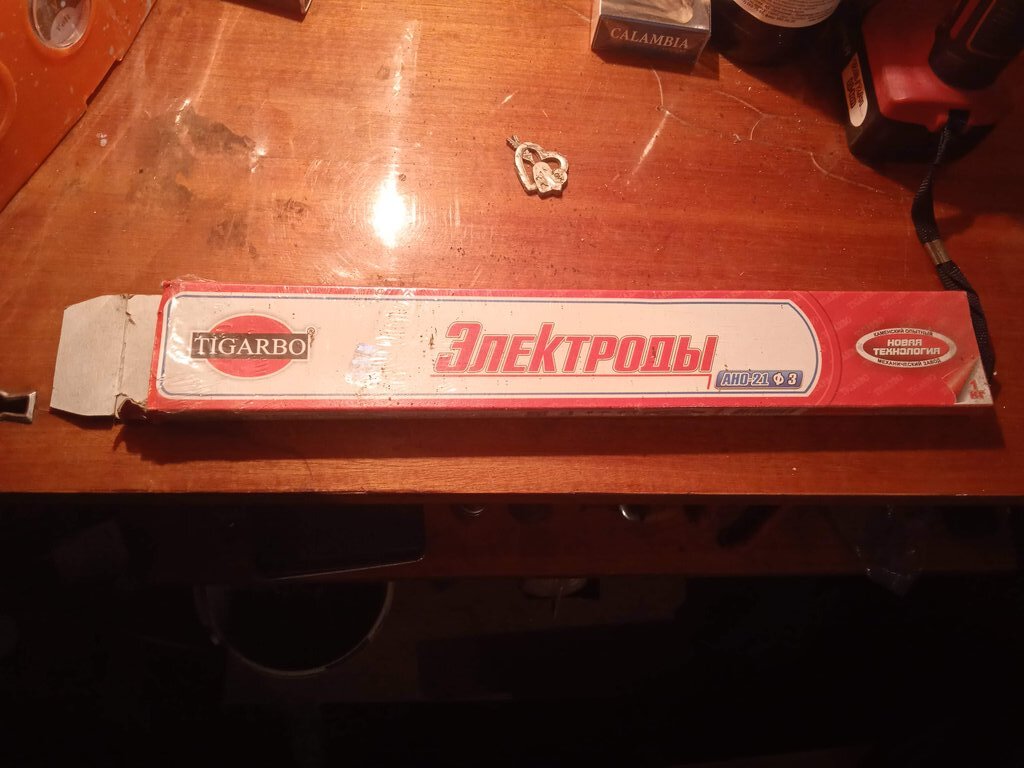 CALAMBIA
TIGARBO®
Электроды
АНО-21 Ф 3
КАМЕНСКИЙ ОПЫТНЫЙ
НОВАЯ
ТЕХНОЛОГИЯ
МЕХАНИЧЕСКИЙ ЗАВОД
1
кг